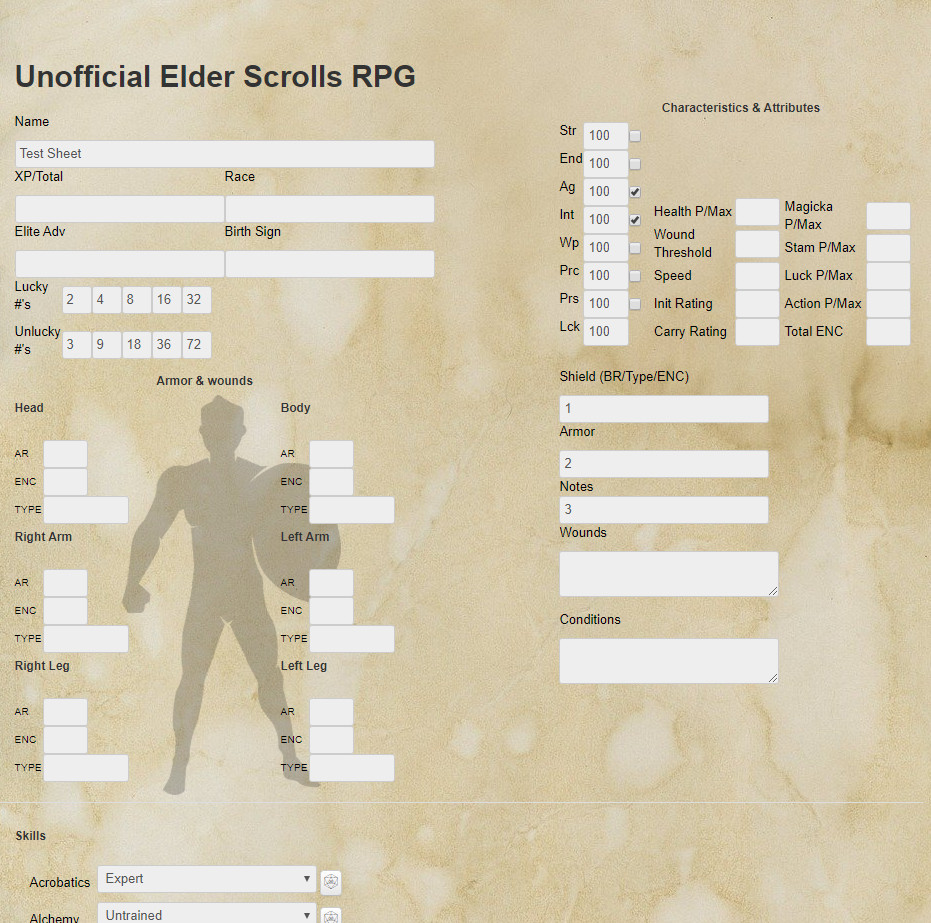 Unofficial Elder Scrolls RPG
Name
Test Sheet
XP/Total Race
Elite Adv Birth Sign
Lucky #'s 2 4 8 16 32
Unlucky #'s 3 9 18 36 72
Characteristics & Attributes
Str 100
End 100
Ag 100
Int 100
Wp 100
Prc 100
Prs 100
Lck 100
Health P/Max
Wound Threshold
Speed
Init Rating
Carry Rating
Magicka P/Max
Stam P/Max
Luck P/Max
Action P/Max
Total ENC
Armor & wounds
Head Body
AR AR
ENC ENC
TYPE TYPE
Right Arm Left Arm
AR AR
ENC ENC
TYPE TYPE
Right Leg Left Leg
AR AR
ENC ENC
TYPE TYPE
Shield (BR/Type/ENC)
1
Armor
2
Notes
3
Wounds
Conditions
Skills
Acrobatics Expert
Alchemy Untrained